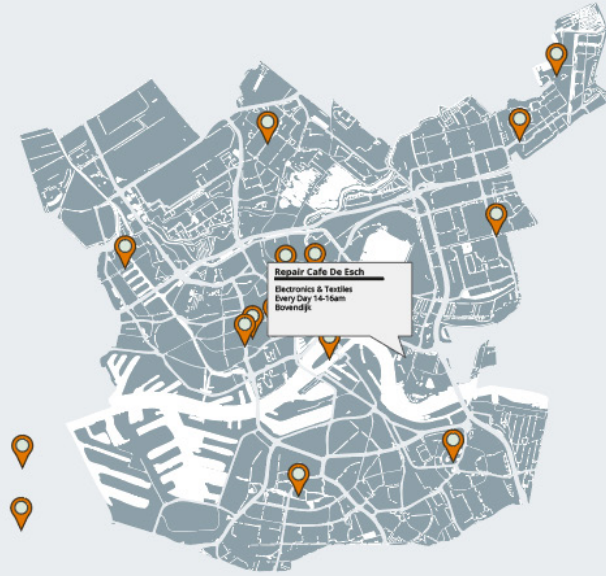 Repair Cafe De Esch
Electronics & Textiles
Every Day 14-16am
Bovendijk